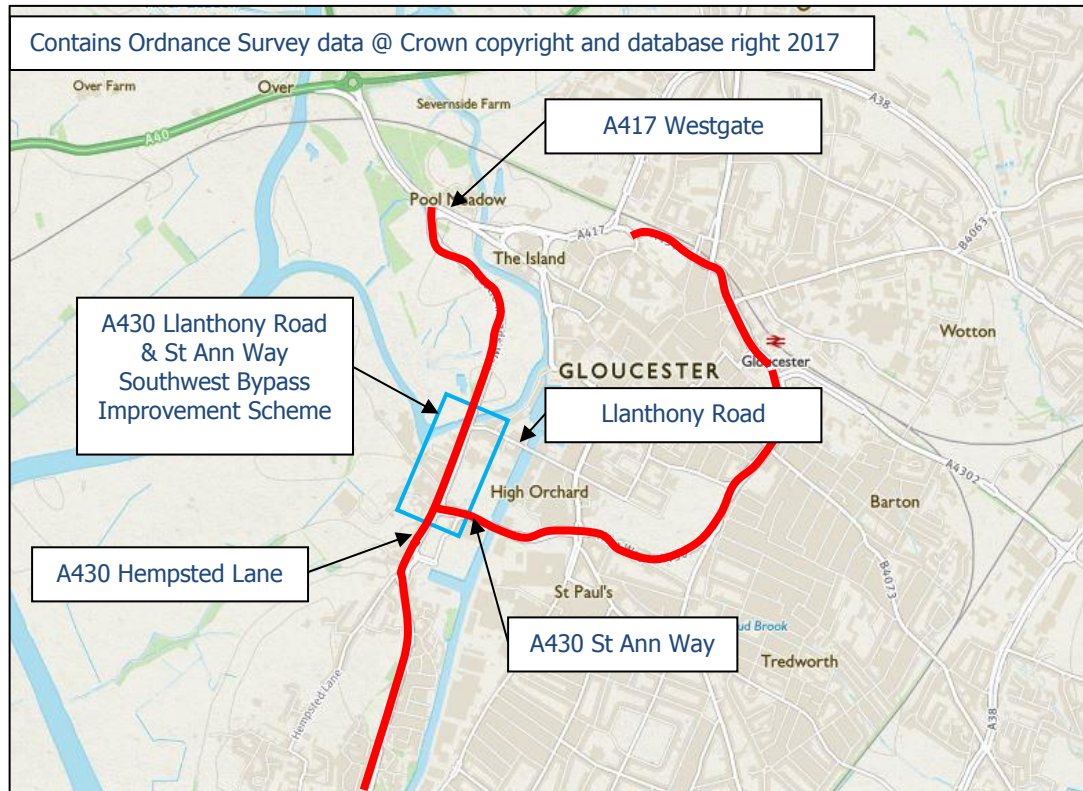 Contains Ordnance Survey data @ Crown copyright and database right 2017
Over Farm
Over
Severnside Farm
A38
A40
A417 Westgate
Pool Meadow
A417
The Island
B4063
A430 Llanthony Road
& St Ann Way
Southwest Bypass
Improvement Scheme
Wotton
Gloucester
GLOUCESTER
Llanthony Road
A4302
High Orchard
Barton
A430 Hempsted Lane
St Paul's
B4073
A430 St Ann Way
Tredworth
Hempsted Lane
A38